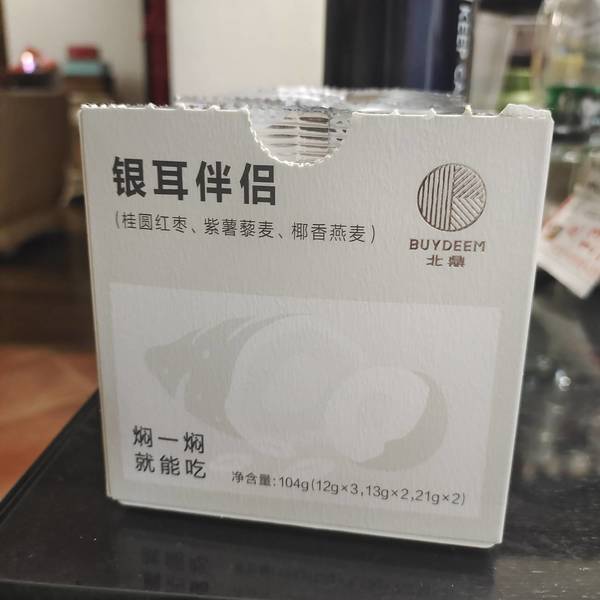 银耳伴侣
(桂圆红枣、紫薯藜麦、椰香燕麦)
BUYDEEM
北鼎
焖一焖
就能吃
净含量:104g(12g×3,13g×2,21g×2)
KEEP